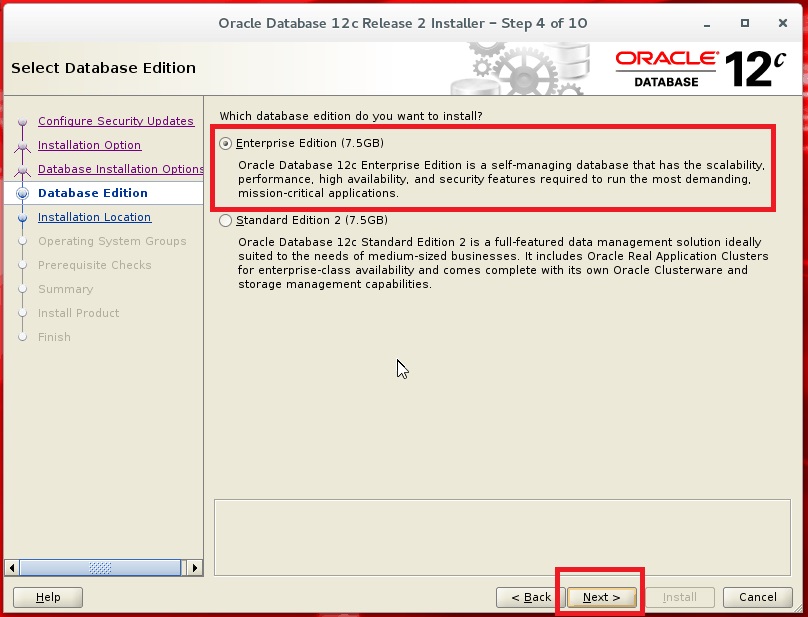 Oracle Database 12c Release 2 Installer – Step 4 of 10
Select Database Edition
ORACLE®
DATABASE
12c
Configure Security Updates
Installation Option
Database Installation Options
Database Edition
Installation Location
Operating System Groups
Prerequisite Checks
Summary
Install Product
Finish
Which database edition do you want to install?
Enterprise Edition (7.5GB)
Oracle Database 12c Enterprise Edition is a self-managing database that has the scalability,
performance, high availability, and security features required to run the most demanding,
mission-critical applications.
Standard Edition 2 (7.5GB)
Oracle Database 12c Standard Edition 2 is a full-featured data management solution ideally
suited to the needs of medium-sized businesses. It includes Oracle Real Application Clusters
for enterprise-class availability and comes complete with its own Oracle Clusterware and
storage management capabilities.
Help
< Back
Next >
Install
Cancel